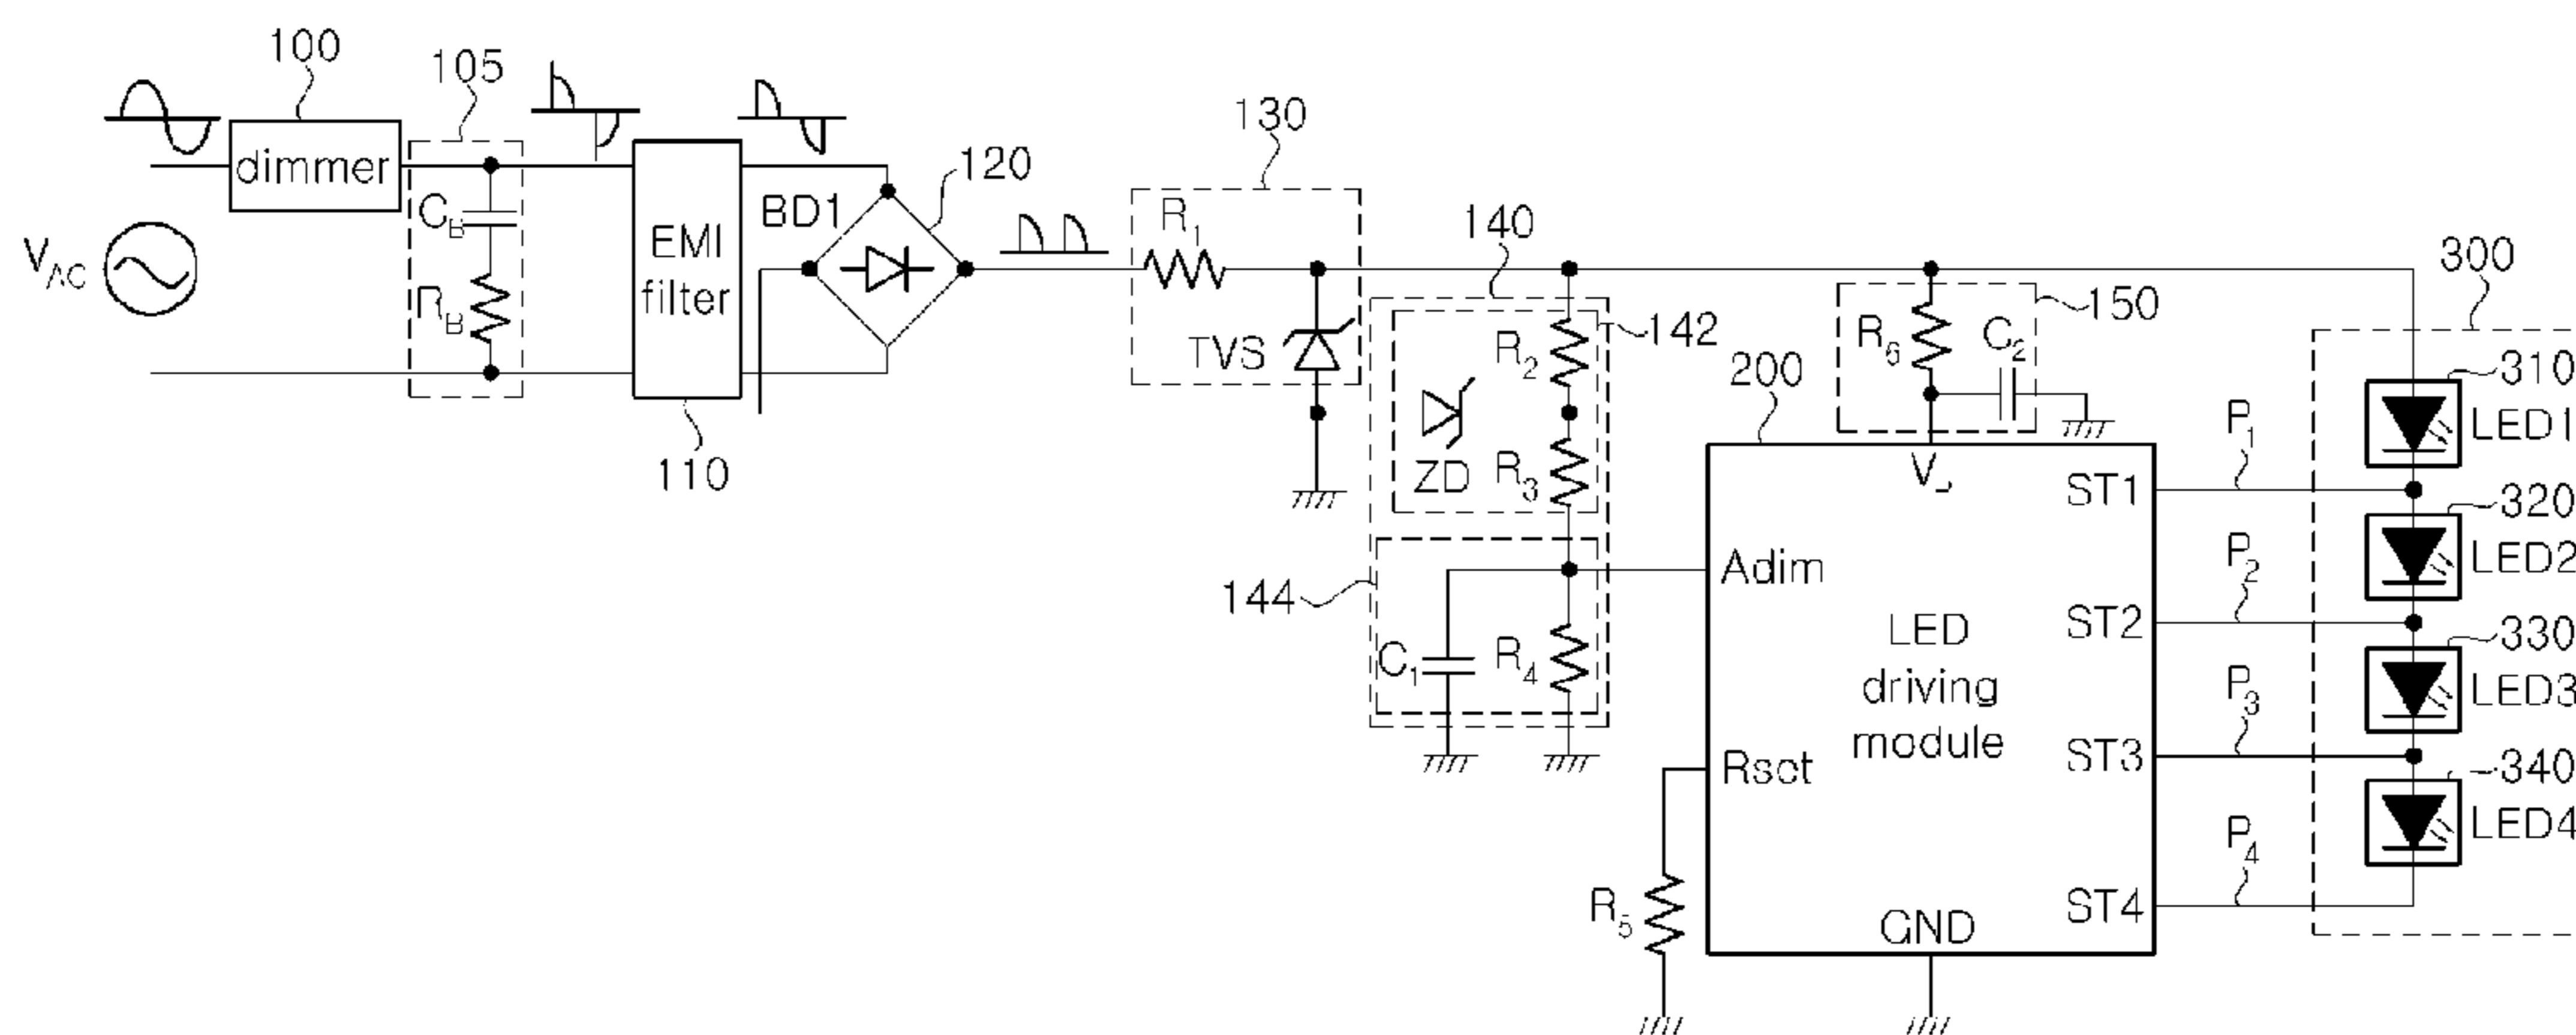 100
105
130
dimmer
120
C_B
BD1
R_1
140
EMI
filter
V_AC
300
R_B
150
142
R_6
C_2
TVS
R_2
200
310
P_1
LED1
110
ZD
R_3
ST1
320
P_2
LED2
Adim
144
LED
driving
module
ST2
330
C_1
R_4
P_3
LED3
Rset
ST3
340
P_4
LED4
R_5
GND
ST4